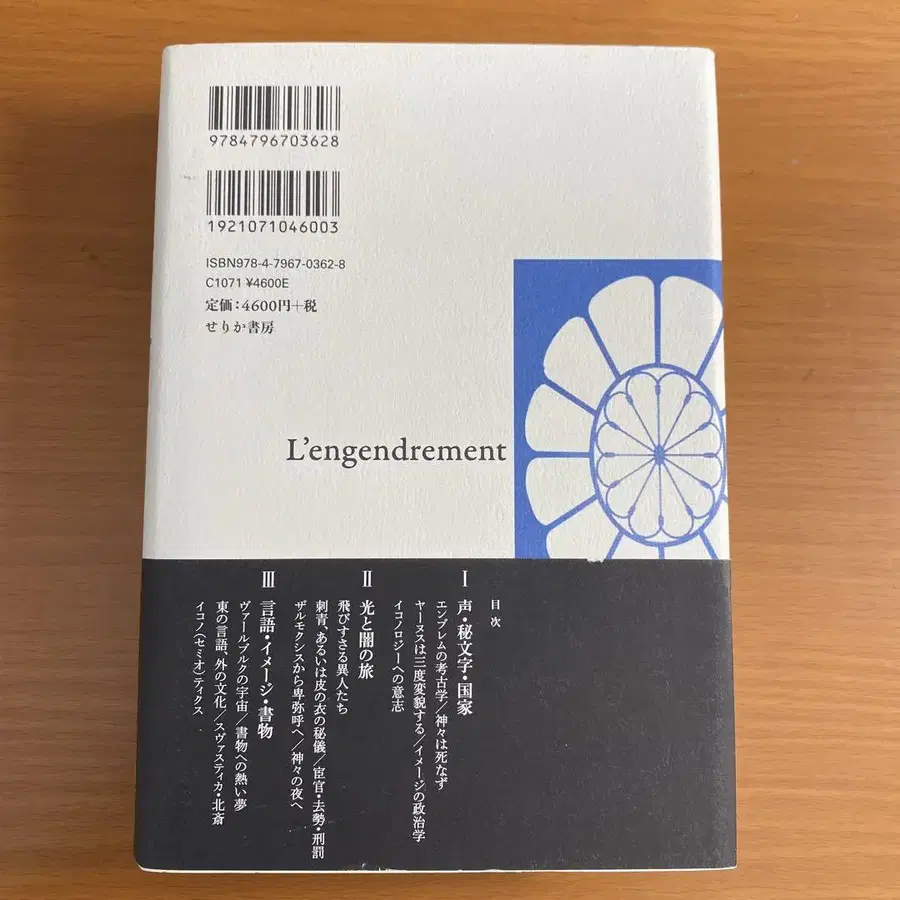 9784796703628
1921071046003
ISBN978-4-7967-0362-8
C1071 ¥4600E
定価：4600円＋税
せりか書房
L'engendrement
目次
Ⅰ 声・秘文字・国家
エンブレムの考古学／神々は死なず
ヤーヌスは三度変貌する／イメージの政治学
イコノロジーへの意志
Ⅱ 光と闇の旅
飛びすさる異人たち
刺青、あるいは皮の衣の秘儀／宦官・去勢・刑罰
ザルモクシスから卑弥呼へ／神々の夜へ
Ⅲ 言語・イメージ・書物
ヴァールブルクの宇宙／書物への熱い夢
東の言語、外の文化／スヴァスティカ・北斎
イコノ（セミオ）ティクス